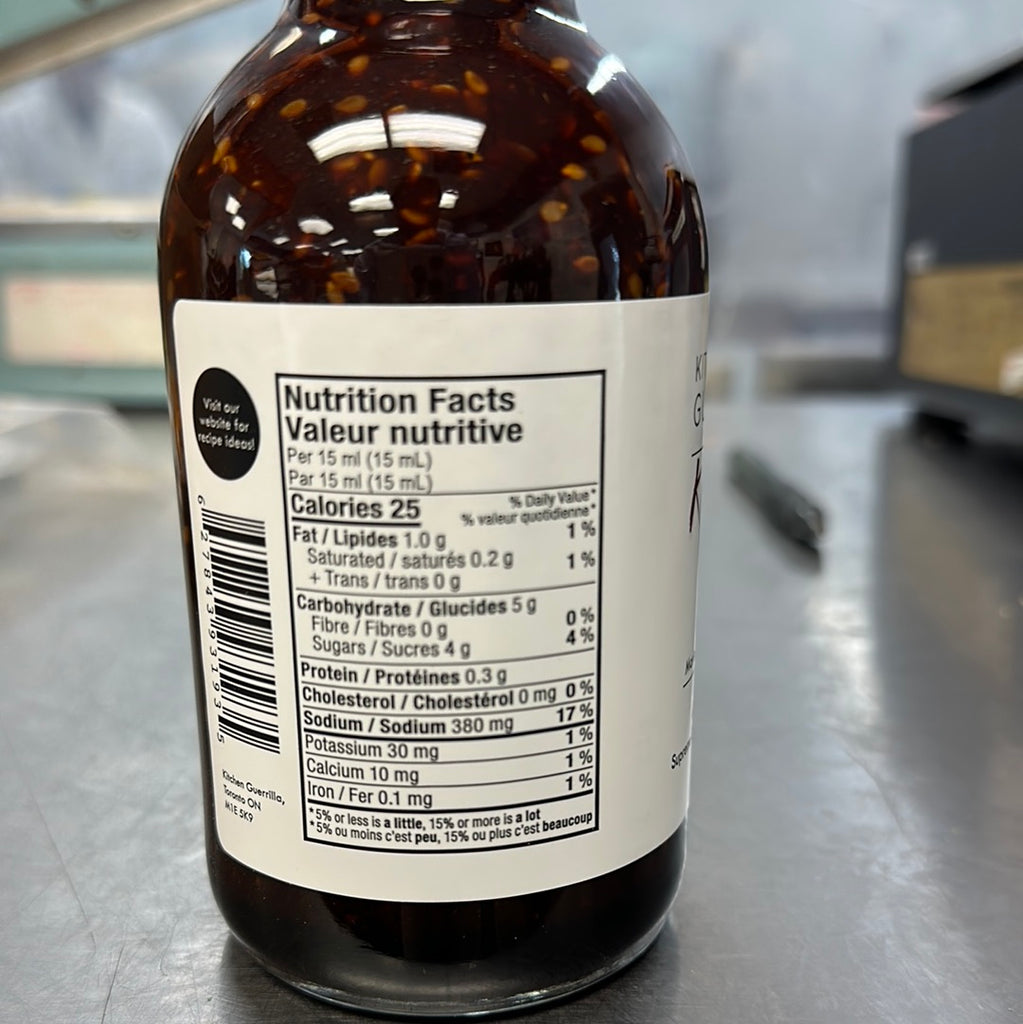 Visit our
website for
recipe ideas!
6 27843 93193 5
Kitchen Guerrilla,
Toronto ON
M1E 5K9
Nutrition Facts
Valeur nutritive
Per 15 ml (15 mL)
Par 15 ml (15 mL)
Calories 25
% Daily Value*
% valeur quotidienne*
Fat / Lipides 1.0 g 1 %
Saturated / saturés 0.2 g 1 %
+ Trans / trans 0 g
Carbohydrate / Glucides 5 g
Fibre / Fibres 0 g 0 %
Sugars / Sucres 4 g 4 %
Protein / Protéines 0.3 g
Cholesterol / Cholestérol 0 mg 0 %
Sodium / Sodium 380 mg 17 %
Potassium 30 mg 1 %
Calcium 10 mg 1 %
Iron / Fer 0.1 mg 1 %
*5% or less is a little, 15% or more is a lot
*5% ou moins c'est peu, 15% ou plus c'est beaucoup